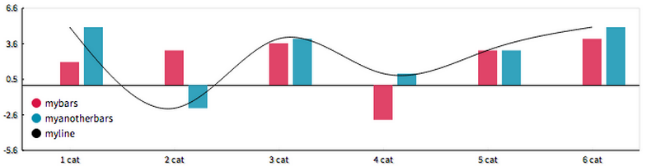 6.6
3.6
0.5
-2.6
-5.6
mybars
myanotherbars
myline
1 cat 2 cat 3 cat 4 cat 5 cat 6 cat